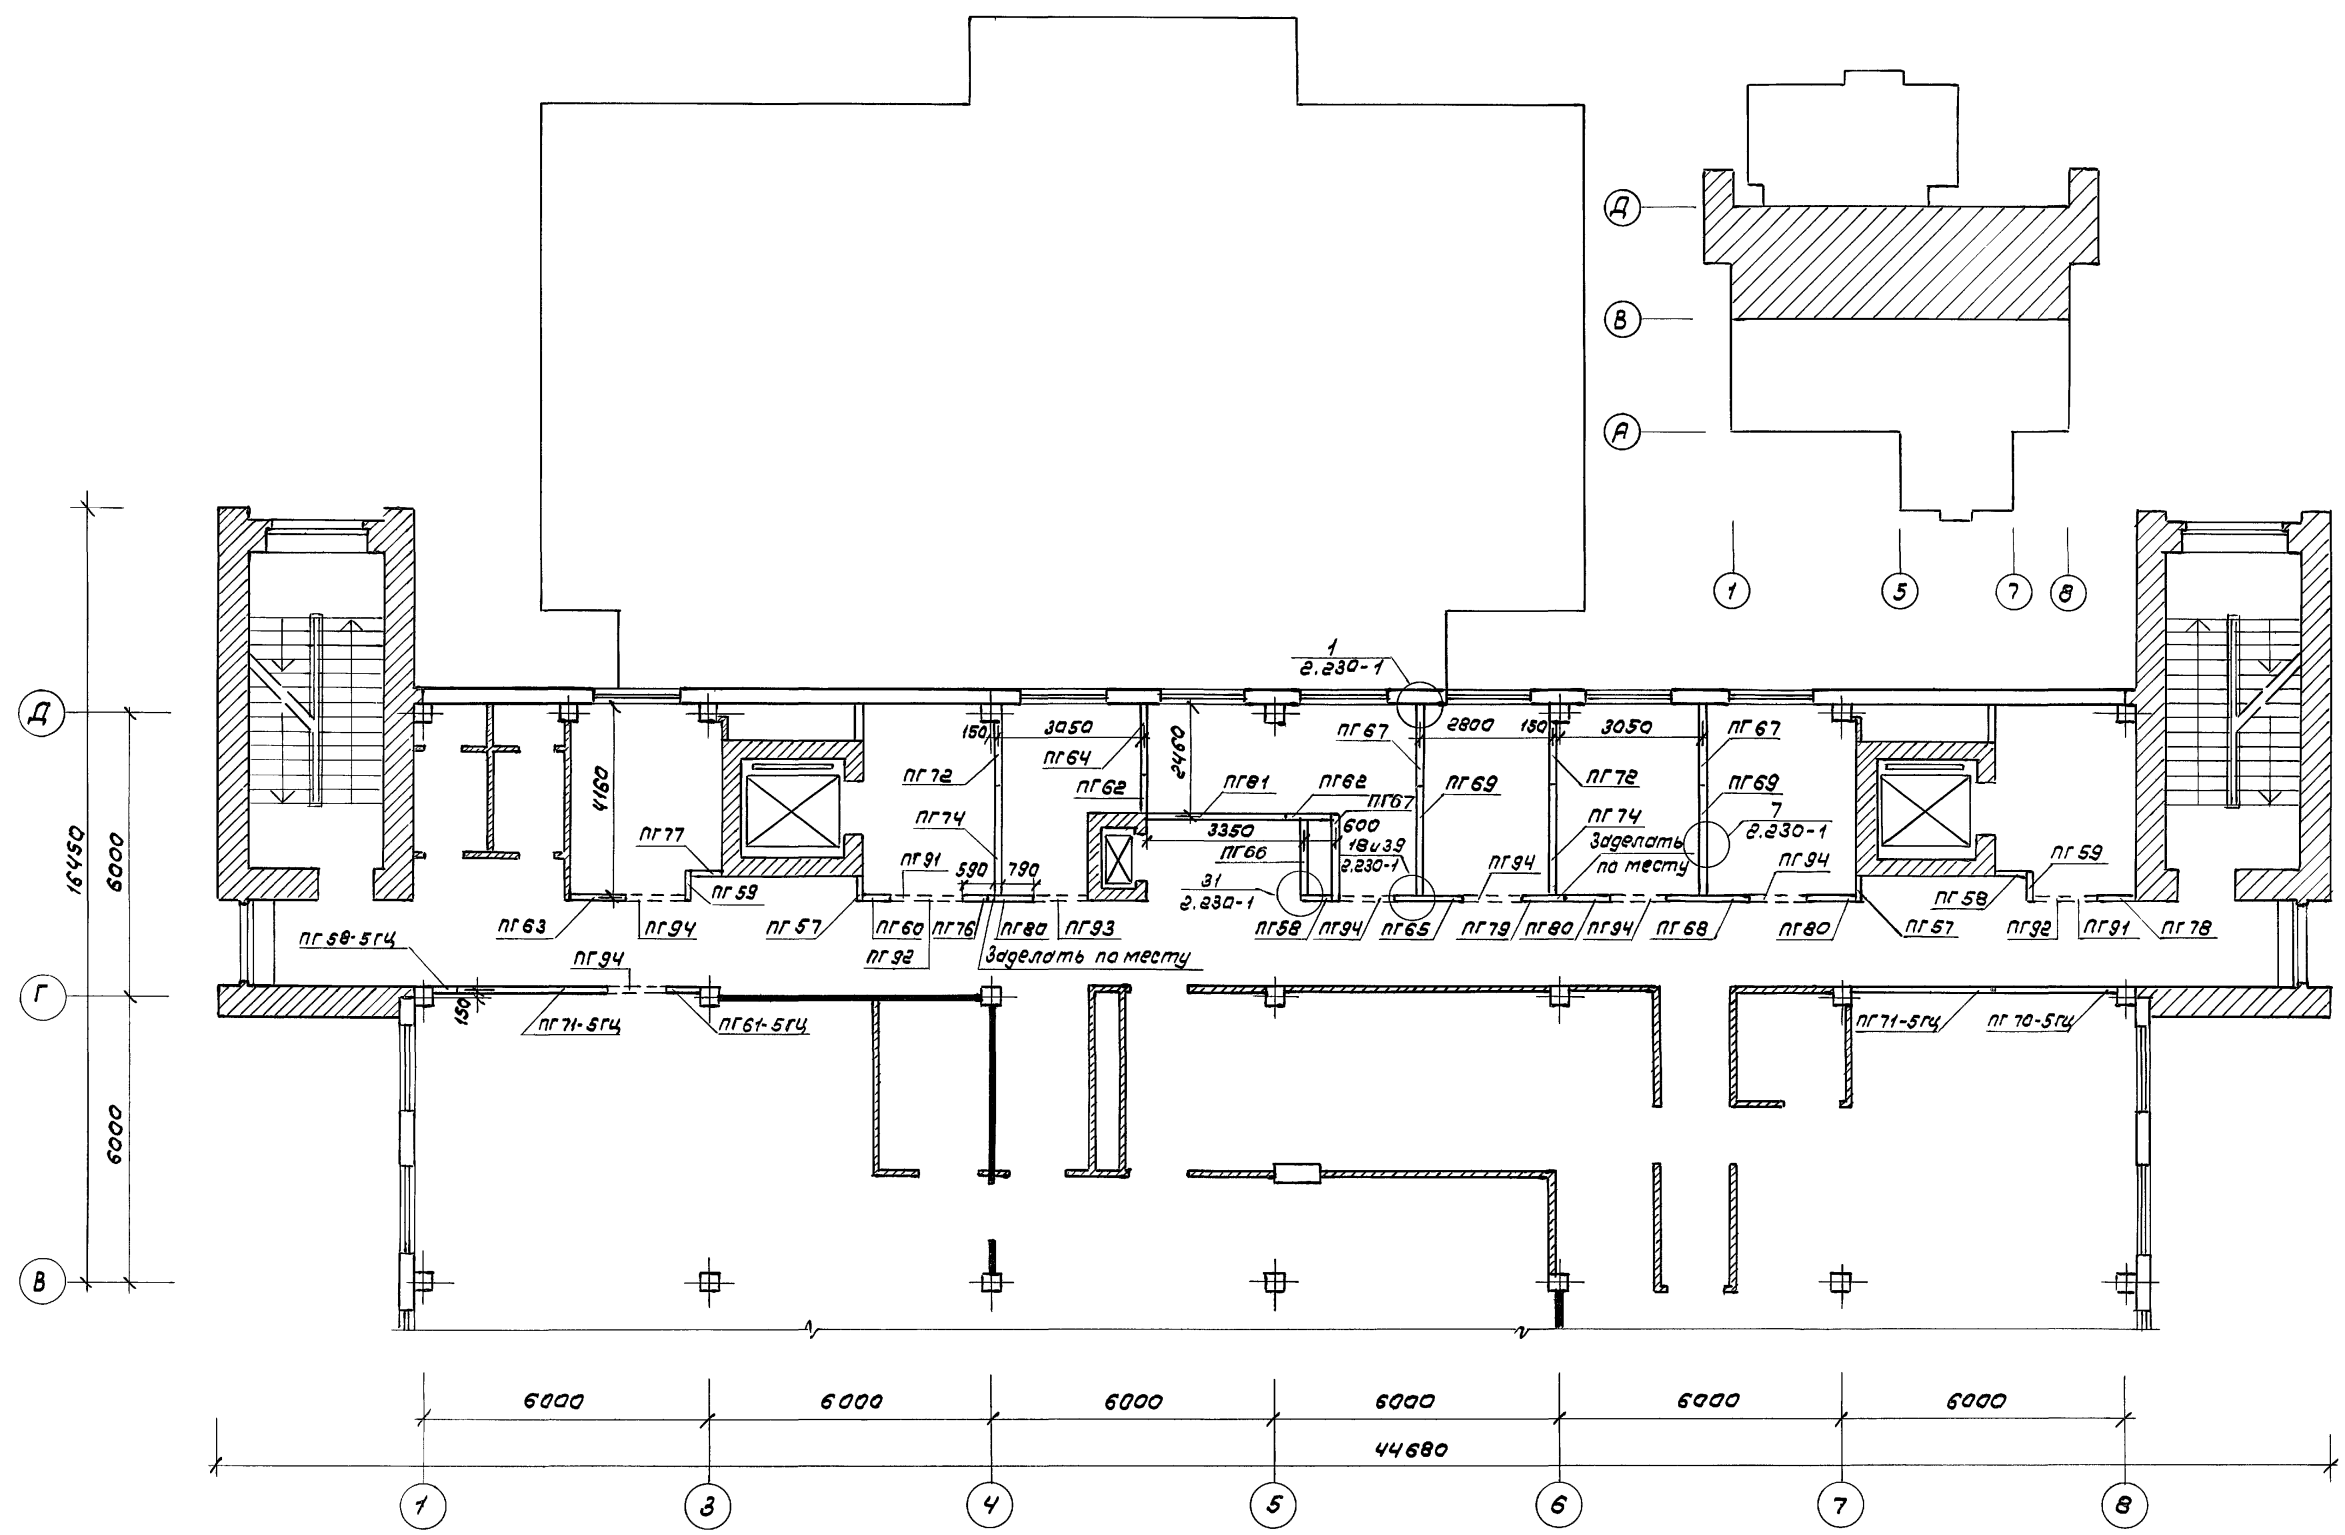 Д
В
А
1
5
7
8
1
2.230-1
Д
16450
6000
150
3050
пг64
2460
пг67
2800
150
3050
пг67
4160
пг72
пг62
пг81
пг62
пг67
пг69
пг72
пг69
7
2.230-1
пг77
пг74
3350
600
пг74
Заделать
по месту
пг91
590
790
пг66
18и39
2.230-1
пг94
пг94
пг59
пг59
31
2.230-1
пг58
пг63
пг94
пг57
пг60
пг76
пг80
пг93
пг58
пг94
пг65
пг79
пг80
пг94
пг68
пг80
пг57
пг92
пг91
пг78
пг58-5гц
пг94
пг92
Заделать по месту
Г
150
пг71-5гц
пг61-5гц
пг71-5гц
пг70-5гц
6000
В
6000
6000
6000
6000
6000
6000
44680
1
3
4
5
6
7
8